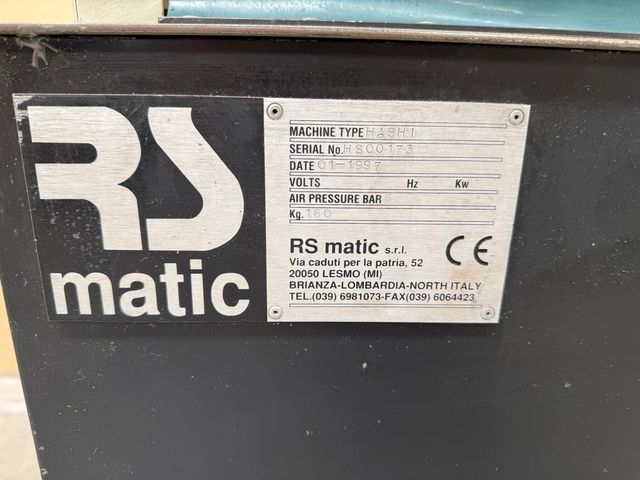 RS
matic
MACHINE TYPE HASHI
SERIAL No. HS00173
DATE 01-1997
VOLTS Hz Kw
AIR PRESSURE BAR 6
Kg. 160
RS matic s.r.l.
Via caduti per la patria, 52
20050 LESMO (MI)
BRIANZA-LOMBARDIA-NORTH ITALY
TEL.(039) 6981073-FAX(039) 6064423
CE